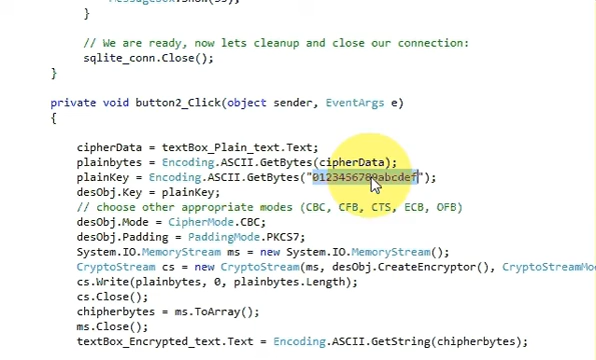 MessageBox.Show(ss);
}
// We are ready, now lets cleanup and close our connection:
sqlite_conn.Close();
}
private void button2_Click(object sender, EventArgs e)
{
cipherData = textBox_Plain_text.Text;
plainbytes = Encoding.ASCII.GetBytes(cipherData);
plainKey = Encoding.ASCII.GetBytes("0123456789abcdef");
desObj.Key = plainKey;
// choose other appropriate modes (CBC, CFB, CTS, ECB, OFB)
desObj.Mode = CipherMode.CBC;
desObj.Padding = PaddingMode.PKCS7;
System.IO.MemoryStream ms = new System.IO.MemoryStream();
CryptoStream cs = new CryptoStream(ms, desObj.CreateEncryptor(), CryptoStreamMo
cs.Write(plainbytes, 0, plainbytes.Length);
cs.Close();
chipherbytes = ms.ToArray();
ms.Close();
textBox_Encrypted_text.Text = Encoding.ASCII.GetString(chipherbytes);